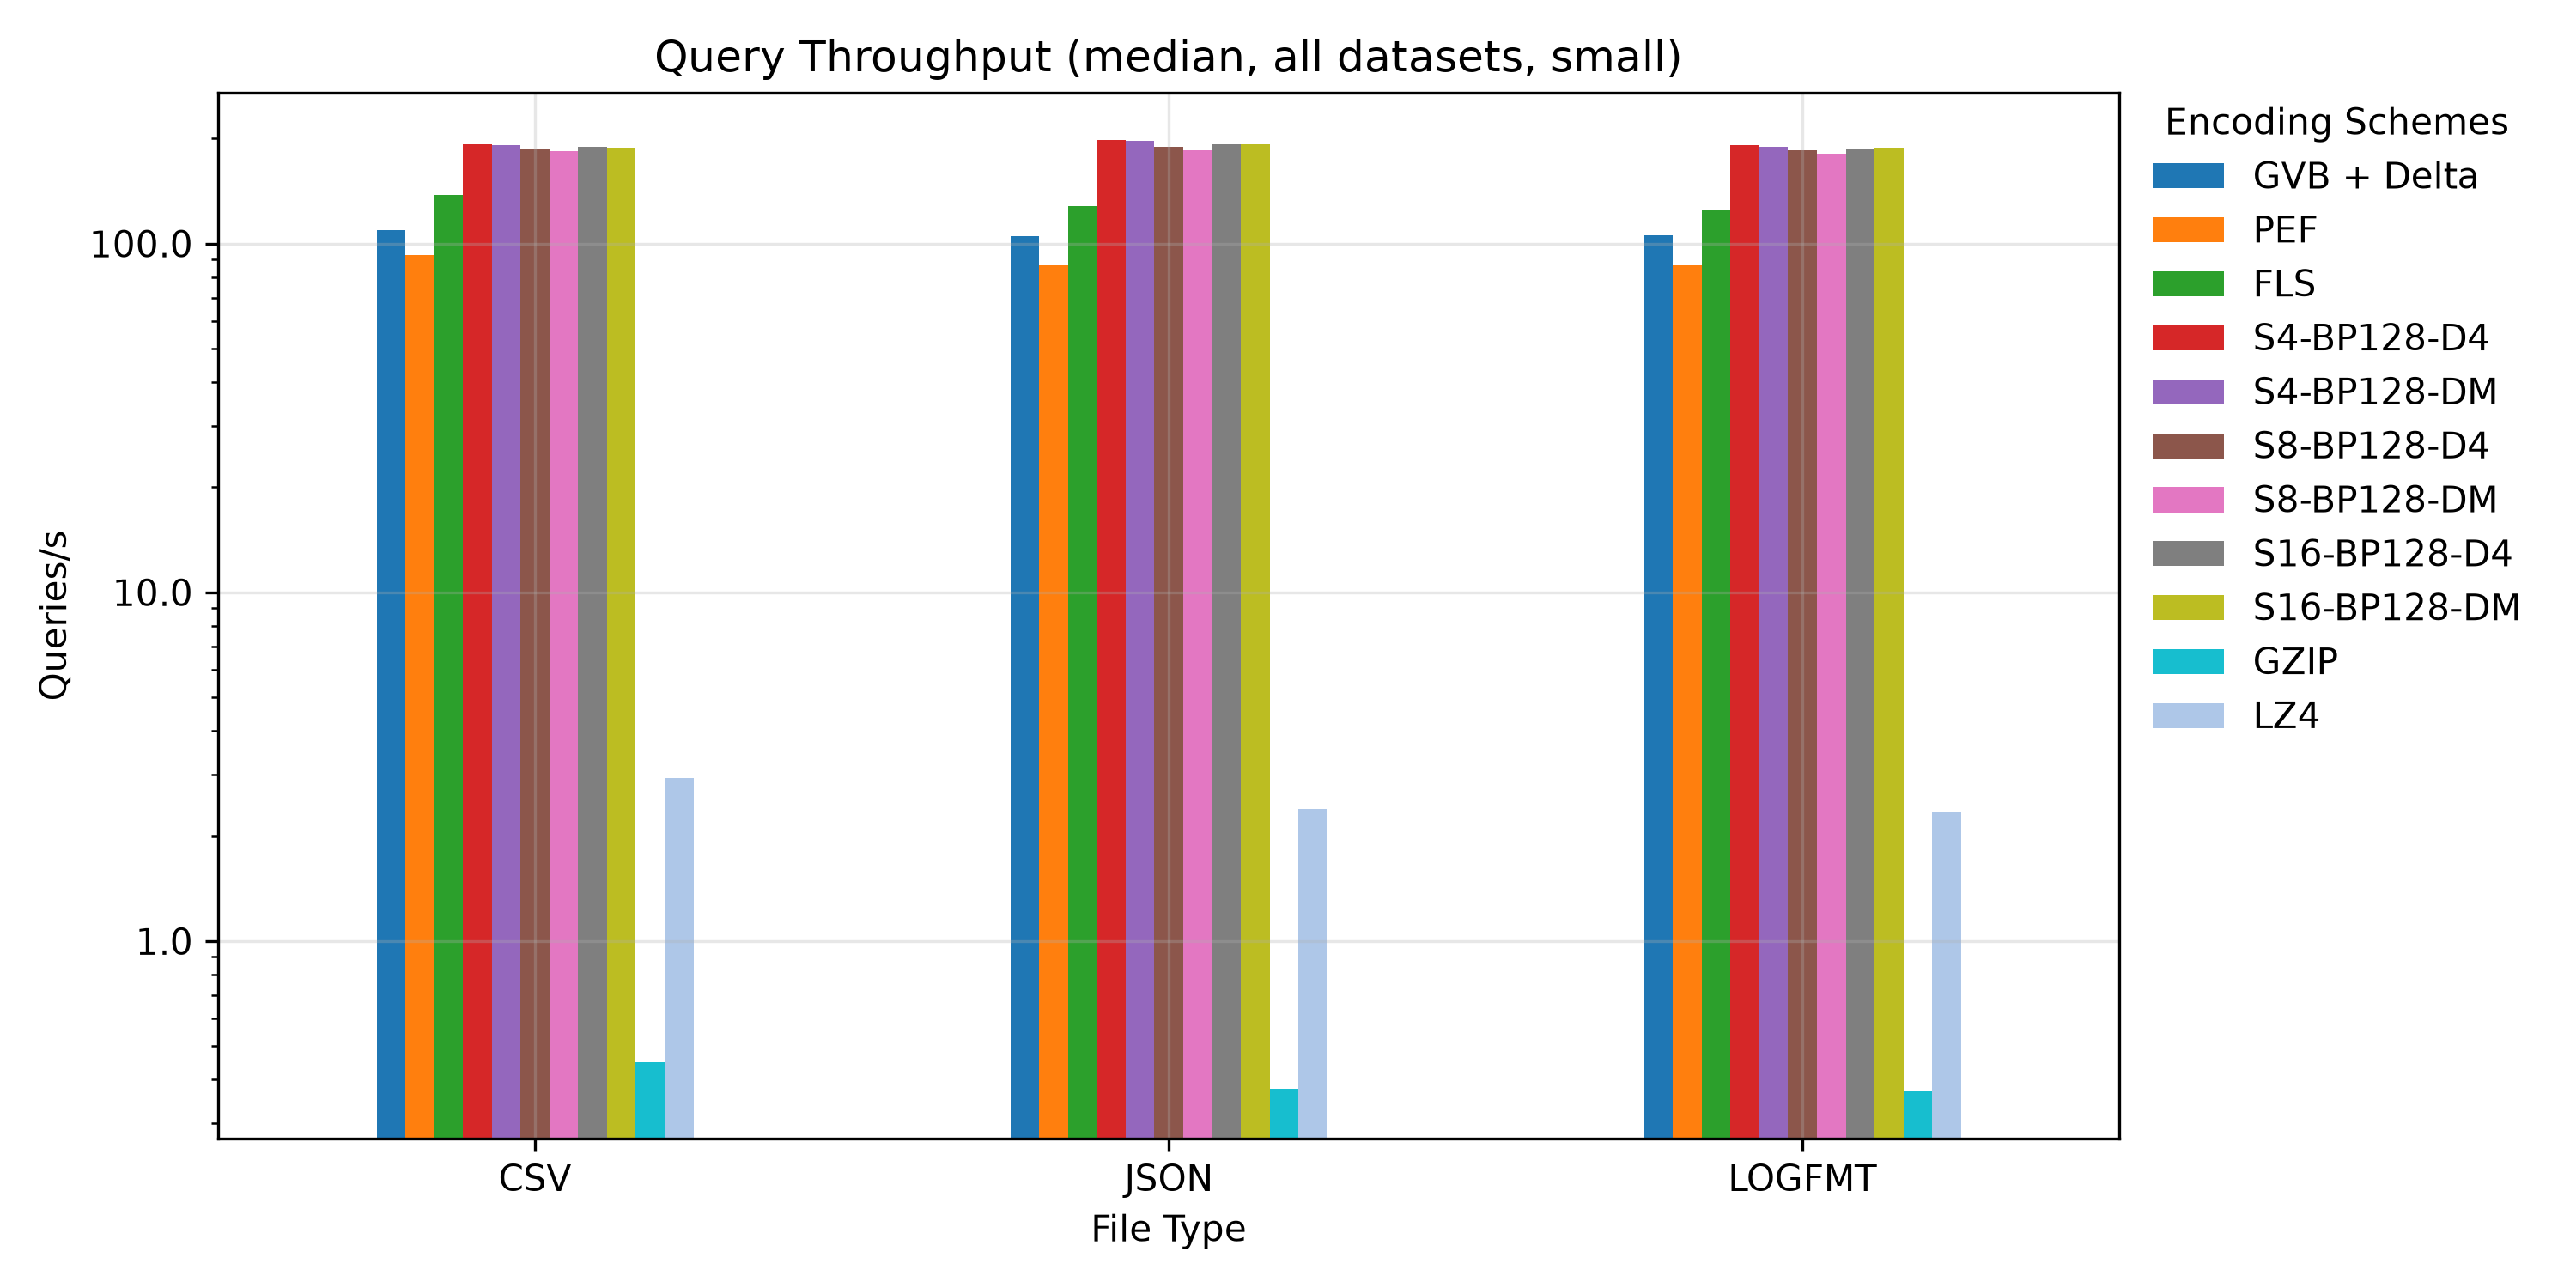 Query Throughput (median, all datasets, small)
Queries/s
100.0
10.0
1.0
CSV
JSON
LOGFMT
File Type
Encoding Schemes
GVB + Delta
PEF
FLS
S4-BP128-D4
S4-BP128-DM
S8-BP128-D4
S8-BP128-DM
S16-BP128-D4
S16-BP128-DM
GZIP
LZ4